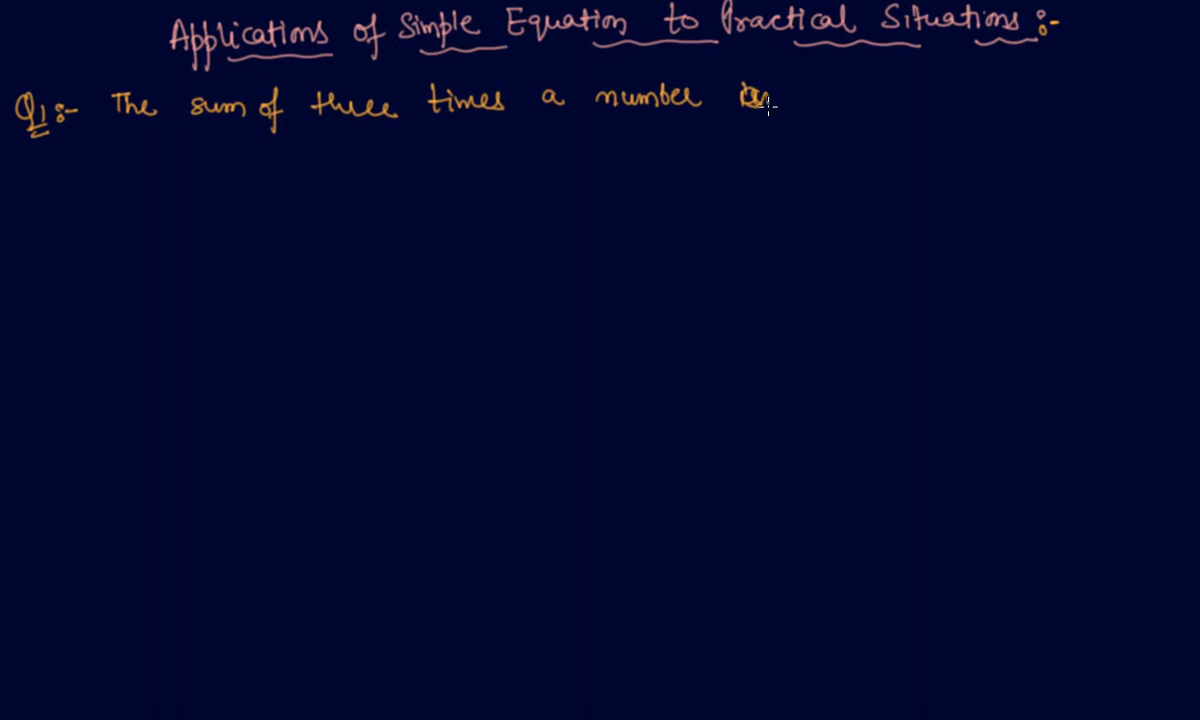 Applications of Simple Equation to Practical Situations :-
Q1:- The sum of three times a number